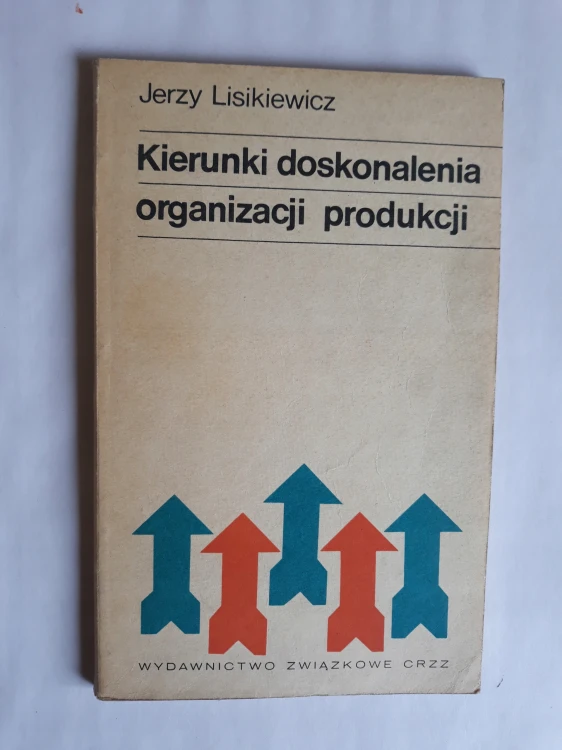 Jerzy Lisikiewicz
Kierunki doskonalenia
organizacji produkcji
WYDAWNICTWO ZWIĄZKOWE CRZZ